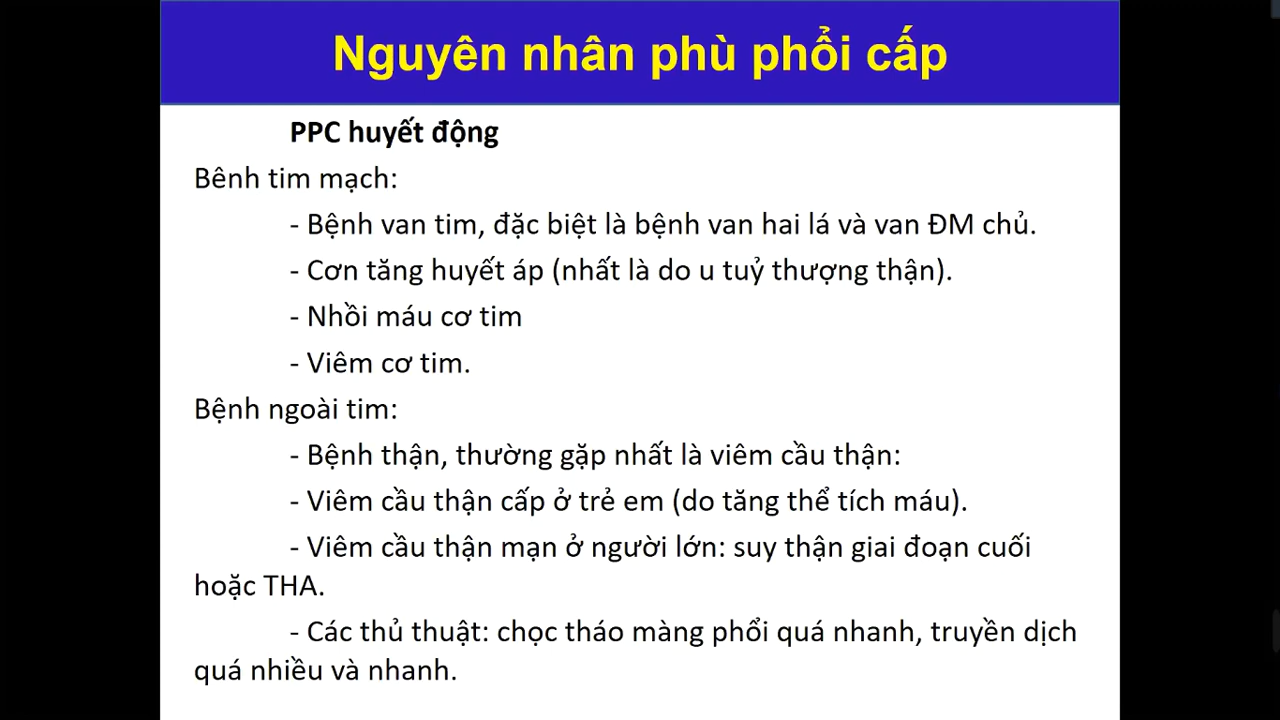 Nguyên nhân phù phổi cấp
PPC huyết động
Bênh tim mạch:
- Bệnh van tim, đặc biệt là bệnh van hai lá và van ĐM chủ.
- Cơn tăng huyết áp (nhất là do u tuỷ thượng thận).
- Nhồi máu cơ tim
- Viêm cơ tim.
Bệnh ngoài tim:
- Bệnh thận, thường gặp nhất là viêm cầu thận:
- Viêm cầu thận cấp ở trẻ em (do tăng thể tích máu).
- Viêm cầu thận mạn ở người lớn: suy thận giai đoạn cuối
hoặc THA.
- Các thủ thuật: chọc tháo màng phổi quá nhanh, truyền dịch
quá nhiều và nhanh.